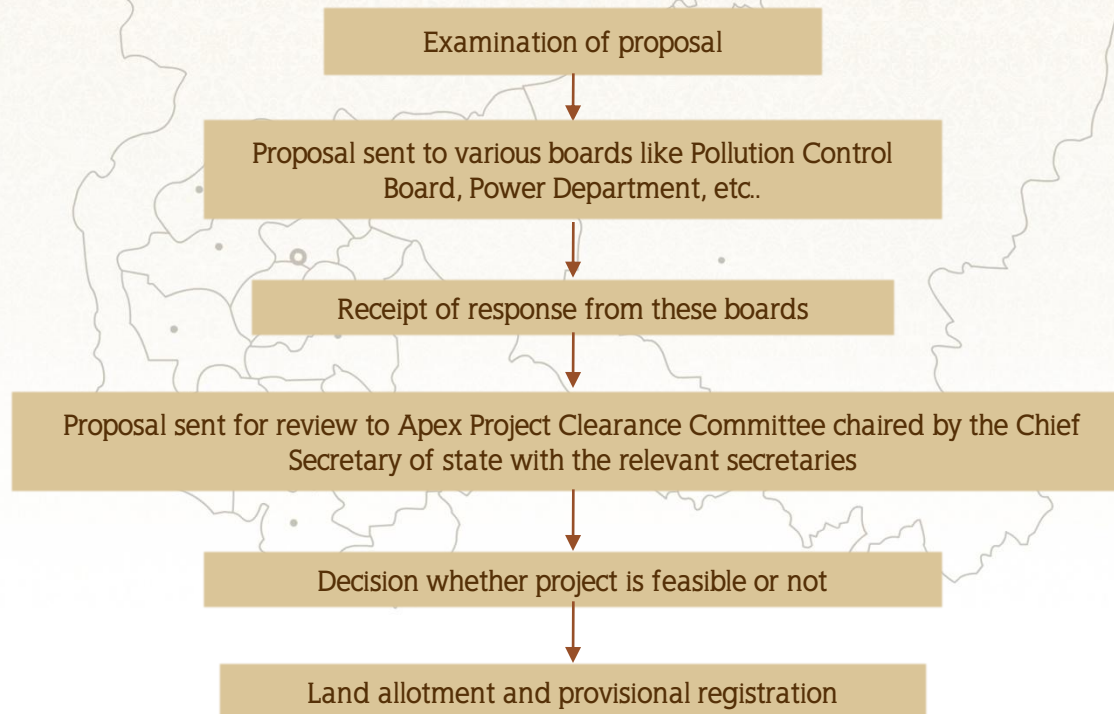 Examination of proposal
Proposal sent to various boards like Pollution Control
Board, Power Department, etc..
Receipt of response from these boards
Proposal sent for review to Apex Project Clearance Committee chaired by the Chief
Secretary of state with the relevant secretaries
Decision whether project is feasible or not
Land allotment and provisional registration